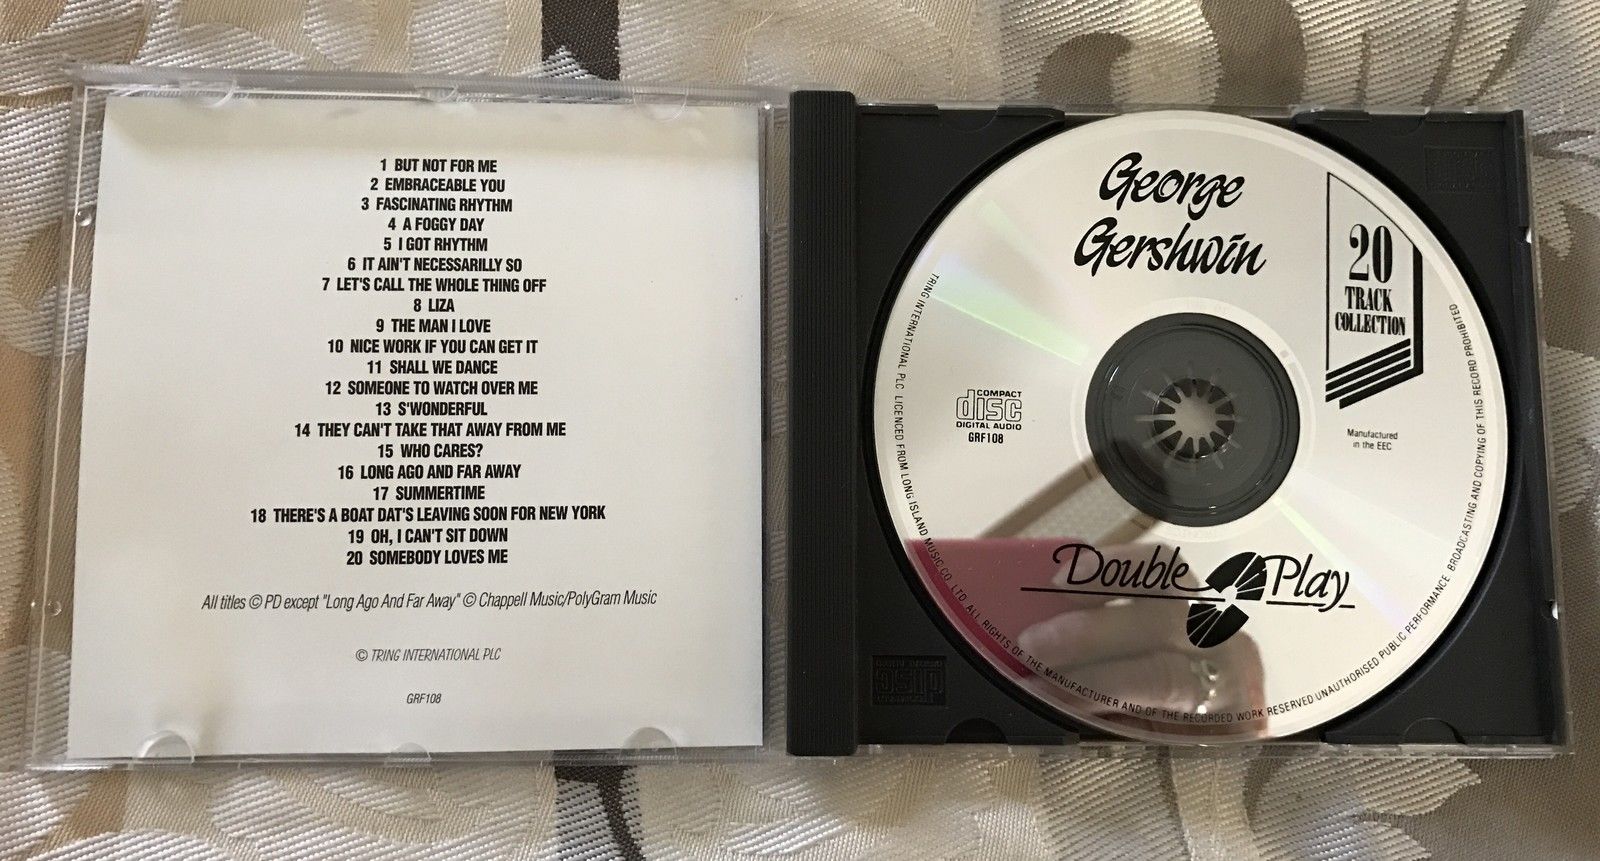 1 BUT NOT FOR ME
2 EMBRACEABLE YOU
3 FASCINATING RHYTHM
4 A FOGGY DAY
5 I GOT RHYTHM
6 IT AIN'T NECESSARILLY SO
7 LET'S CALL THE WHOLE THING OFF
8 LIZA
9 THE MAN I LOVE
10 NICE WORK IF YOU CAN GET IT
11 SHALL WE DANCE
12 SOMEONE TO WATCH OVER ME
13 S'WONDERFUL
14 THEY CAN'T TAKE THAT AWAY FROM ME
15 WHO CARES?
16 LONG AGO AND FAR AWAY
17 SUMMERTIME
18 THERE'S A BOAT DAT'S LEAVING SOON FOR NEW YORK
19 OH, I CAN'T SIT DOWN
20 SOMEBODY LOVES ME
All titles © PD except "Long Ago And Far Away" © Chappell Music/PolyGram Music
© TRING INTERNATIONAL PLC
GRF108
George
Gershwin
20
TRACK
COLLECTION
COMPACT
disc
DIGITAL AUDIO
GRF108
Manufactured
in the EEC
Double Play
TRING INTERNATIONAL PLC LICENCED FROM LONG ISLAND MUSIC CO. LTD. ALL RIGHTS OF THE MANUFACTURER AND OF THE RECORDED WORK RESERVED UNAUTHORISED PUBLIC PERFORMANCE BROADCASTING AND COPYING OF THIS RECORD PROHIBITED